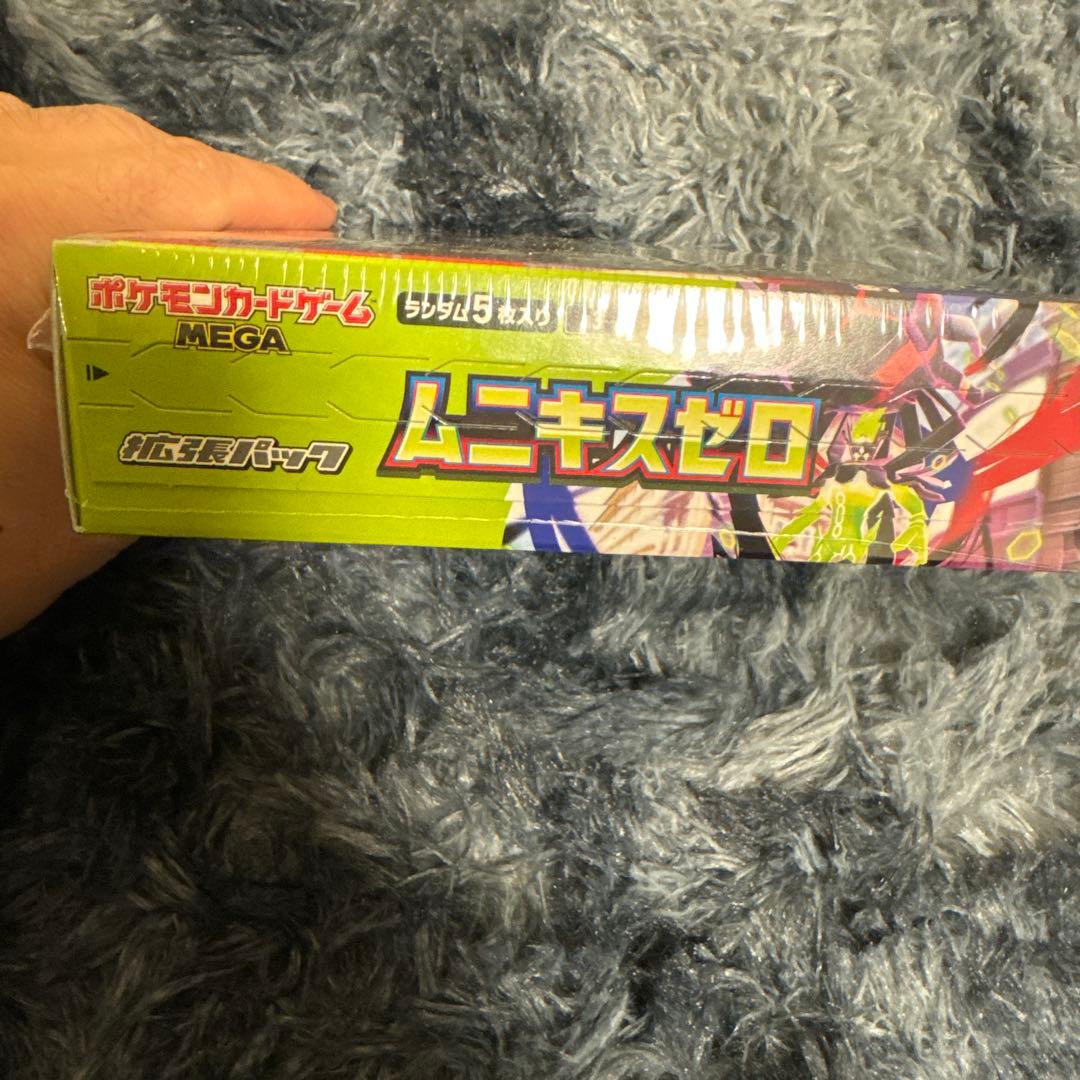 ポケモンカードゲーム
MEGA
ランダム5枚入り
拡張パック
ムニキスゼロ